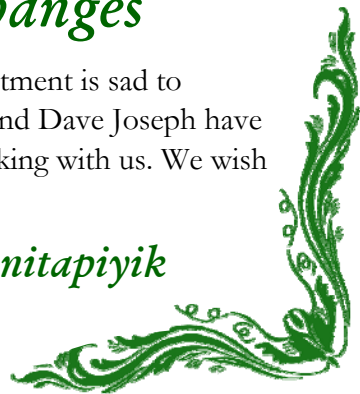 anges
tment is sad to
nd Dave Joseph have
king with us. We wish
nitapiyik